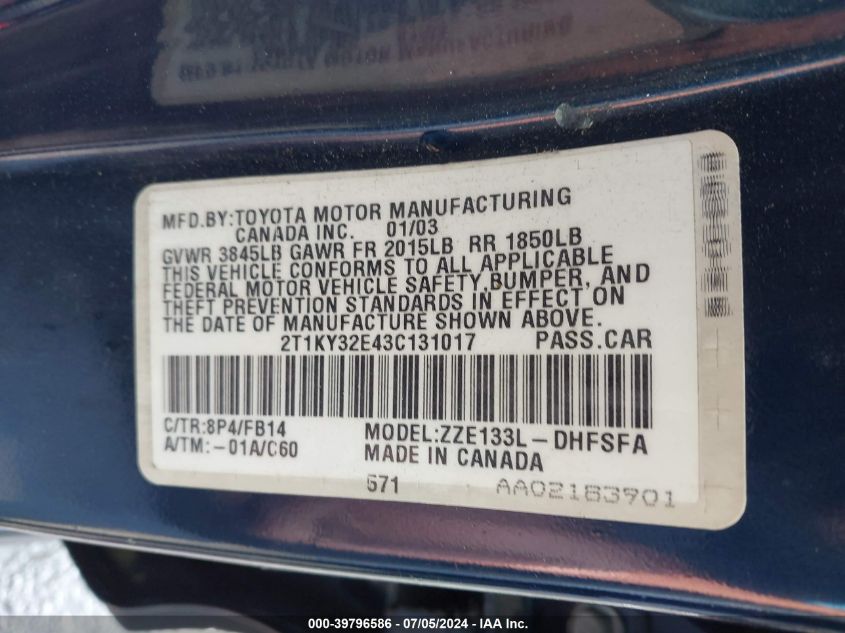 MFD.BY:TOYOTA MOTOR MANUFACTURING
CANADA INC. 01/03
GVWR 3845LB GAWR FR 2015LB RR 1850LB
THIS VEHICLE CONFORMS TO ALL APPLICABLE
FEDERAL MOTOR VEHICLE SAFETY,BUMPER, AND
THEFT PREVENTION STANDARDS IN EFFECT ON
THE DATE OF MANUFACTURE SHOWN ABOVE.
2T1KY32E43C131017 PASS.CAR
C/TR:8P4/FB14 MODEL:ZZE133L-DHFSFA
A/TM:-01A/C60 MADE IN CANADA
571 AA02183901
000-39796586 / 07/05/2024 - IAA Inc.